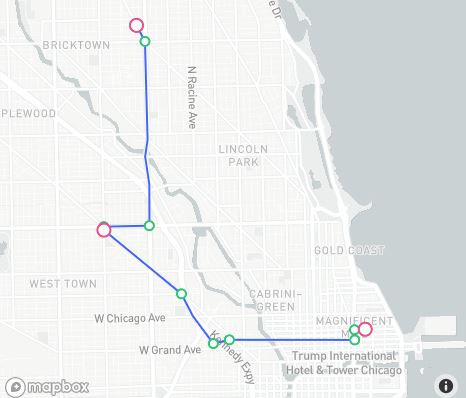 e Dr
BRICKTOWN
N Racine Ave
PLEWOOD
LINCOLN
PARK
GOLD COAST
WEST TOWN
CABRINI-
GREEN
W Chicago Ave
MAGNIFICENT
M
W Grand Ave
Kennedy Expy
Trump International
Hotel & Tower Chicago
mapbox
i